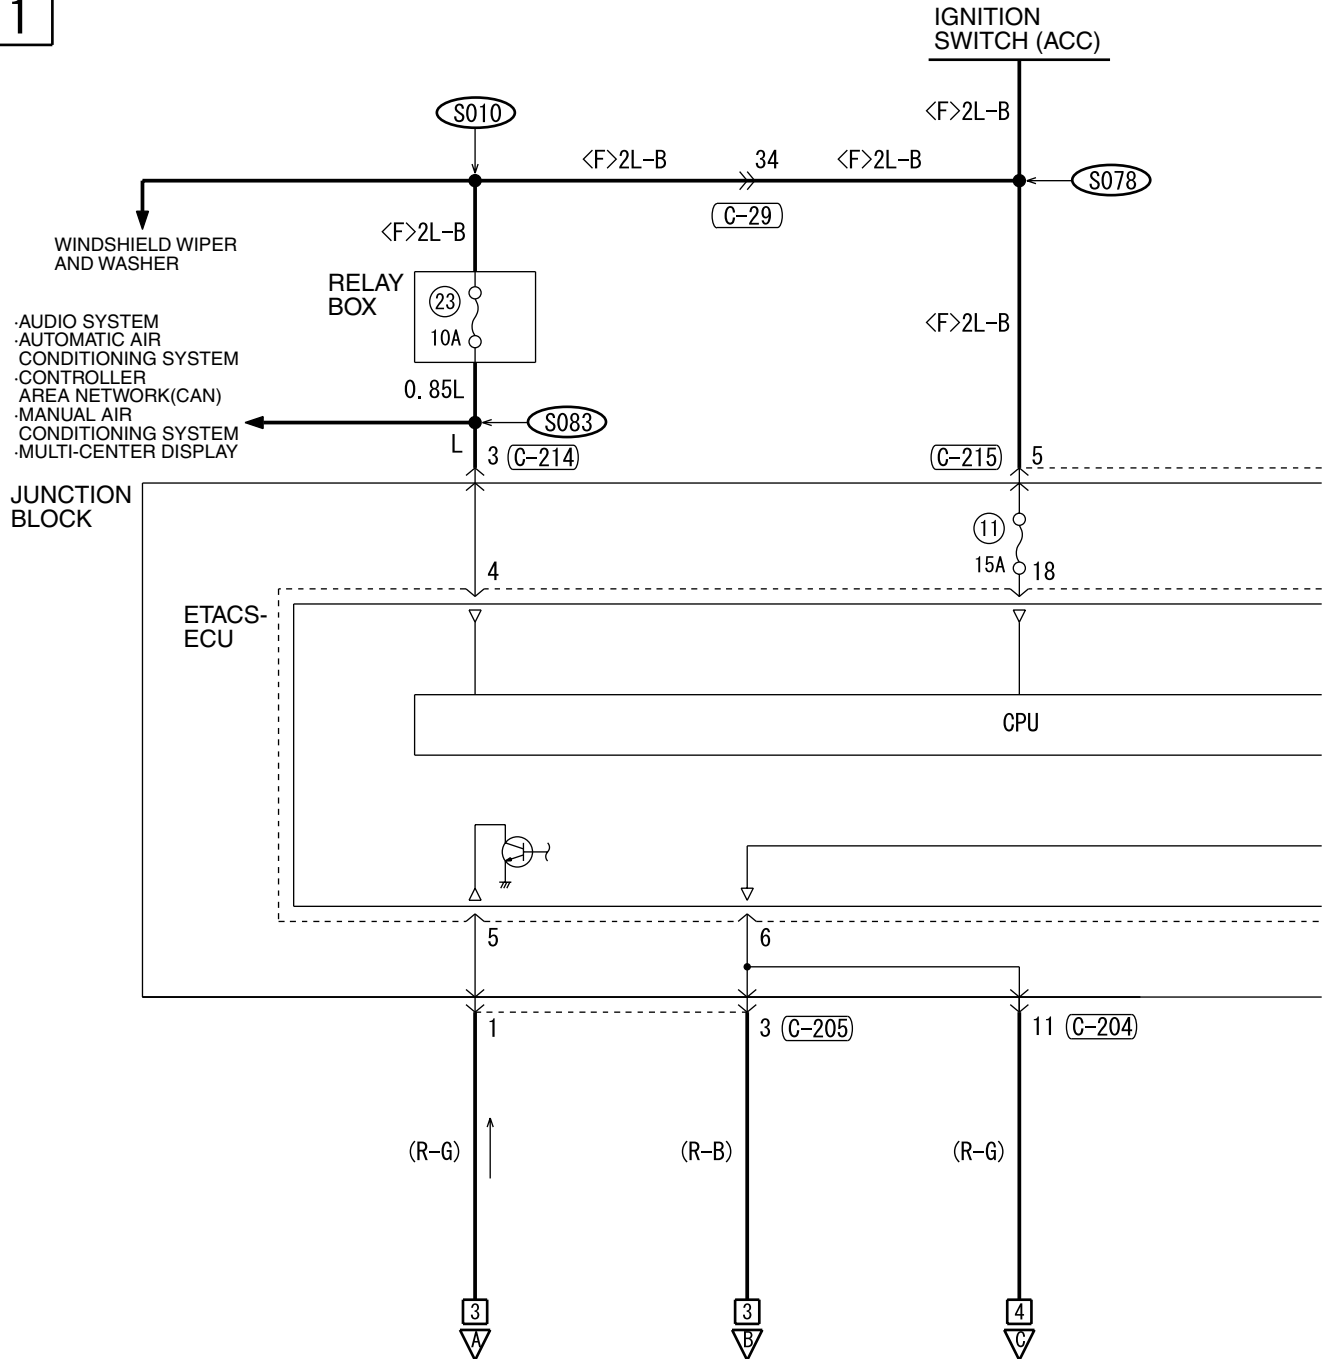 1
IGNITION
SWITCH (ACC)
<F>2L-B
S010
<F>2L-B
34
<F>2L-B
S078
C-29
WINDSHIELD WIPER
AND WASHER
<F>2L-B
RELAY
BOX
23
10A
<F>2L-B
·AUDIO SYSTEM
·AUTOMATIC AIR
CONDITIONING SYSTEM
·CONTROLLER
AREA NETWORK(CAN)
·MANUAL AIR
CONDITIONING SYSTEM
·MULTI-CENTER DISPLAY
0.85L
S083
L
3 C-214
C-215 5
JUNCTION
BLOCK
11
15A
4
18
ETACS-
ECU
CPU
5
6
1
3 C-205
11 C-204
(R-G)
(R-B)
(R-G)
3
3
4
A
B
C